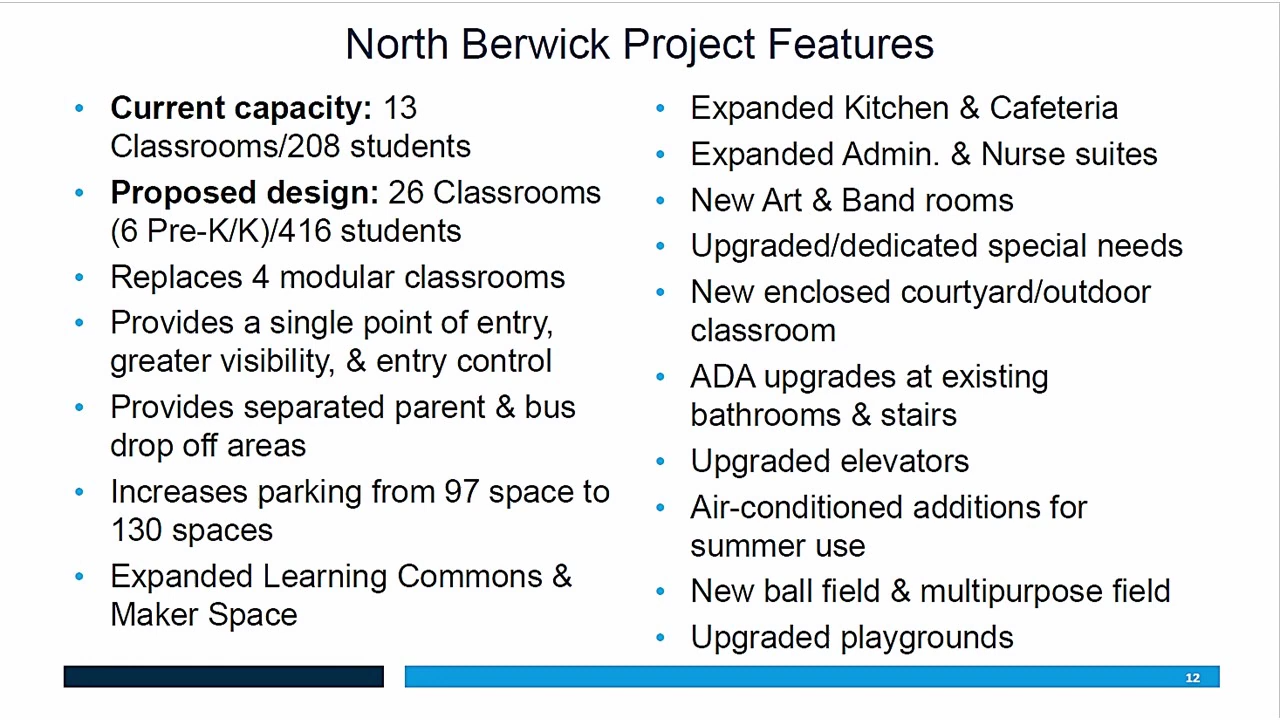 North Berwick Project Features
• Current capacity: 13
Classrooms/208 students
• Proposed design: 26 Classrooms
(6 Pre-K/K)/416 students
• Replaces 4 modular classrooms
• Provides a single point of entry,
greater visibility, & entry control
• Provides separated parent & bus
drop off areas
• Increases parking from 97 space to
130 spaces
• Expanded Learning Commons &
Maker Space
• Expanded Kitchen & Cafeteria
• Expanded Admin. & Nurse suites
• New Art & Band rooms
• Upgraded/dedicated special needs
• New enclosed courtyard/outdoor
classroom
• ADA upgrades at existing
bathrooms & stairs
• Upgraded elevators
• Air-conditioned additions for
summer use
• New ball field & multipurpose field
• Upgraded playgrounds
12